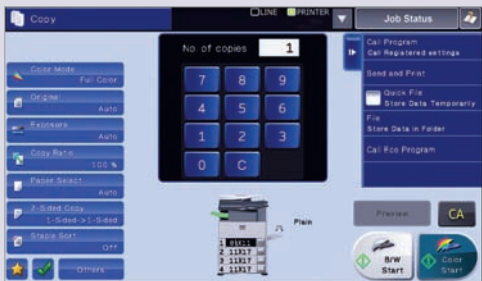 Copy
LINE
PRINTER
Job Status
No. of copies
1
7 8 9
4 5 6
1 2 3
0 C
Color Mode
Full Color
Original
Auto
Exposure
Auto
Copy Ratio
100 %
Paper Select
Auto
2-Sided Copy
1-Sided->1-Sided
Staple Sort
Off
Others
Plain
1 8½X11
2 11X17
3 11X17
4 11X17
Call Program
Call Registered settings
Send and Print
Quick File
Store Data Temporarily
File
Store Data in Folder
Call Eco Program
Preview
CA
B/W
Start
Color
Start